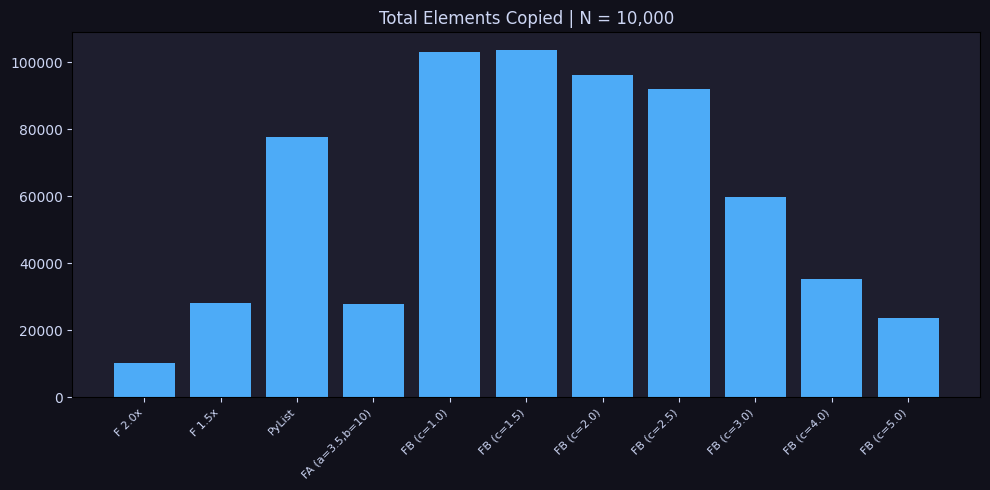 Total Elements Copied | N = 10,000
100000
80000
60000
40000
20000
0
F 2.0x
F 1.5x
PyList
FA (a=3.5,b=10)
FB (c=1.0)
FB (c=1.5)
FB (c=2.0)
FB (c=2.5)
FB (c=3.0)
FB (c=4.0)
FB (c=5.0)